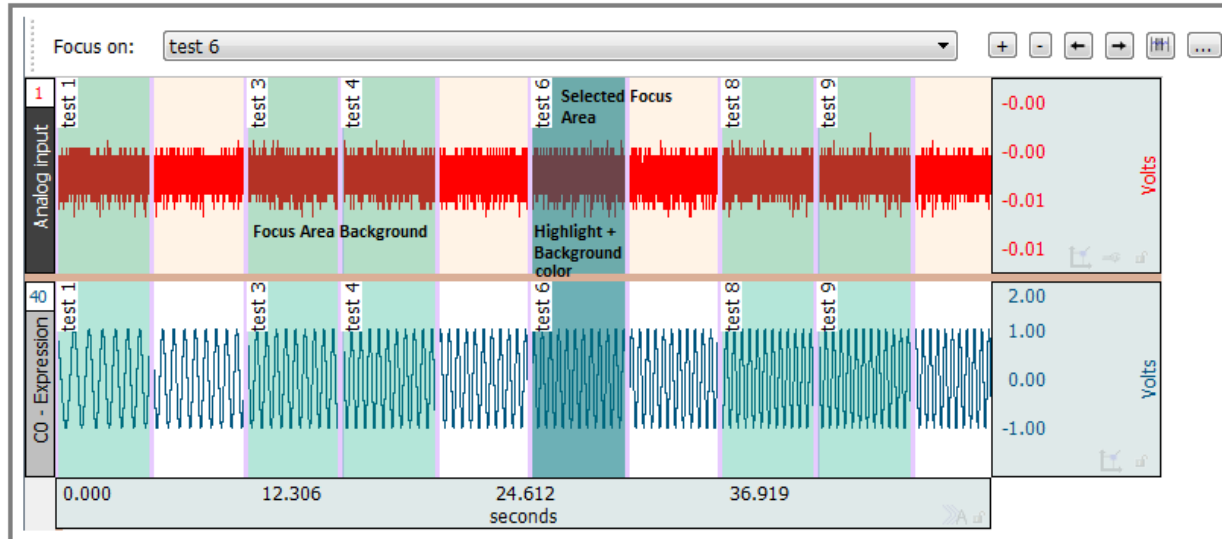 Focus on:
test 6
+
-
...
1
Analog input
test 1
test 3
test 4
test 6
Selected Focus
Area
test 8
test 9
Focus Area Background
Highlight +
Background
color
-0.00
-0.00
-0.01
-0.01
Volts
40
C0 - Expression
test 1
test 3
test 4
test 6
test 8
test 9
2.00
1.00
0.00
-1.00
Volts
0.000
12.306
24.612
36.919
seconds
A